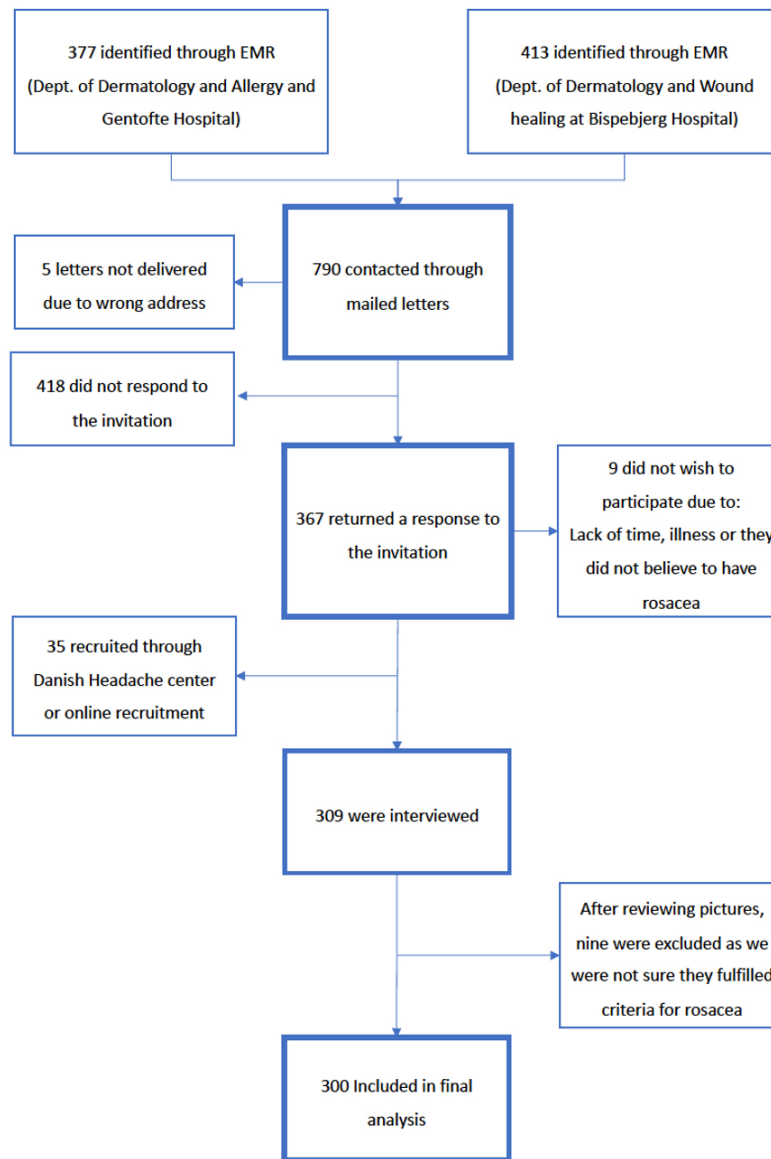 377 identified through EMR
(Dept. of Dermatology and Allergy and
Gentofte Hospital)
413 identified through EMR
(Dept. of Dermatology and Wound
healing at Bispebjerg Hospital)
790 contacted through
mailed letters
5 letters not delivered
due to wrong address
418 did not respond to
the invitation
367 returned a response to
the invitation
9 did not wish to
participate due to:
Lack of time, illness or they
did not believe to have
rosacea
35 recruited through
Danish Headache center
or online recruitment
309 were interviewed
After reviewing pictures,
nine were excluded as we
were not sure they fulfilled
criteria for rosacea
300 Included in final
analysis